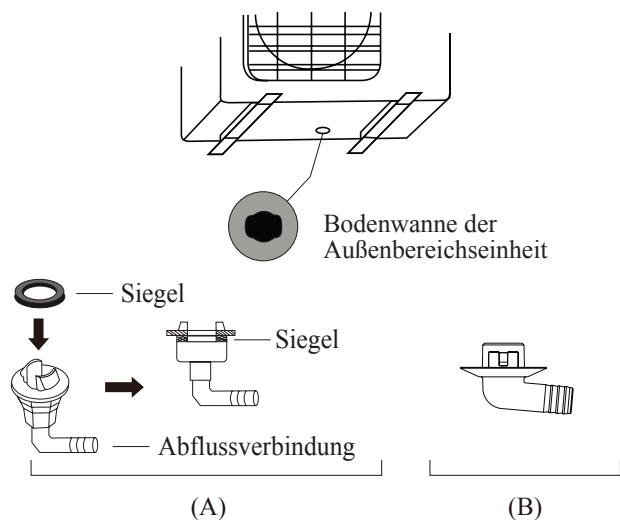 Bodenwanne der
Außenbereichseinheit
Siegel
Siegel
Abflussverbindung
(A)
(B)